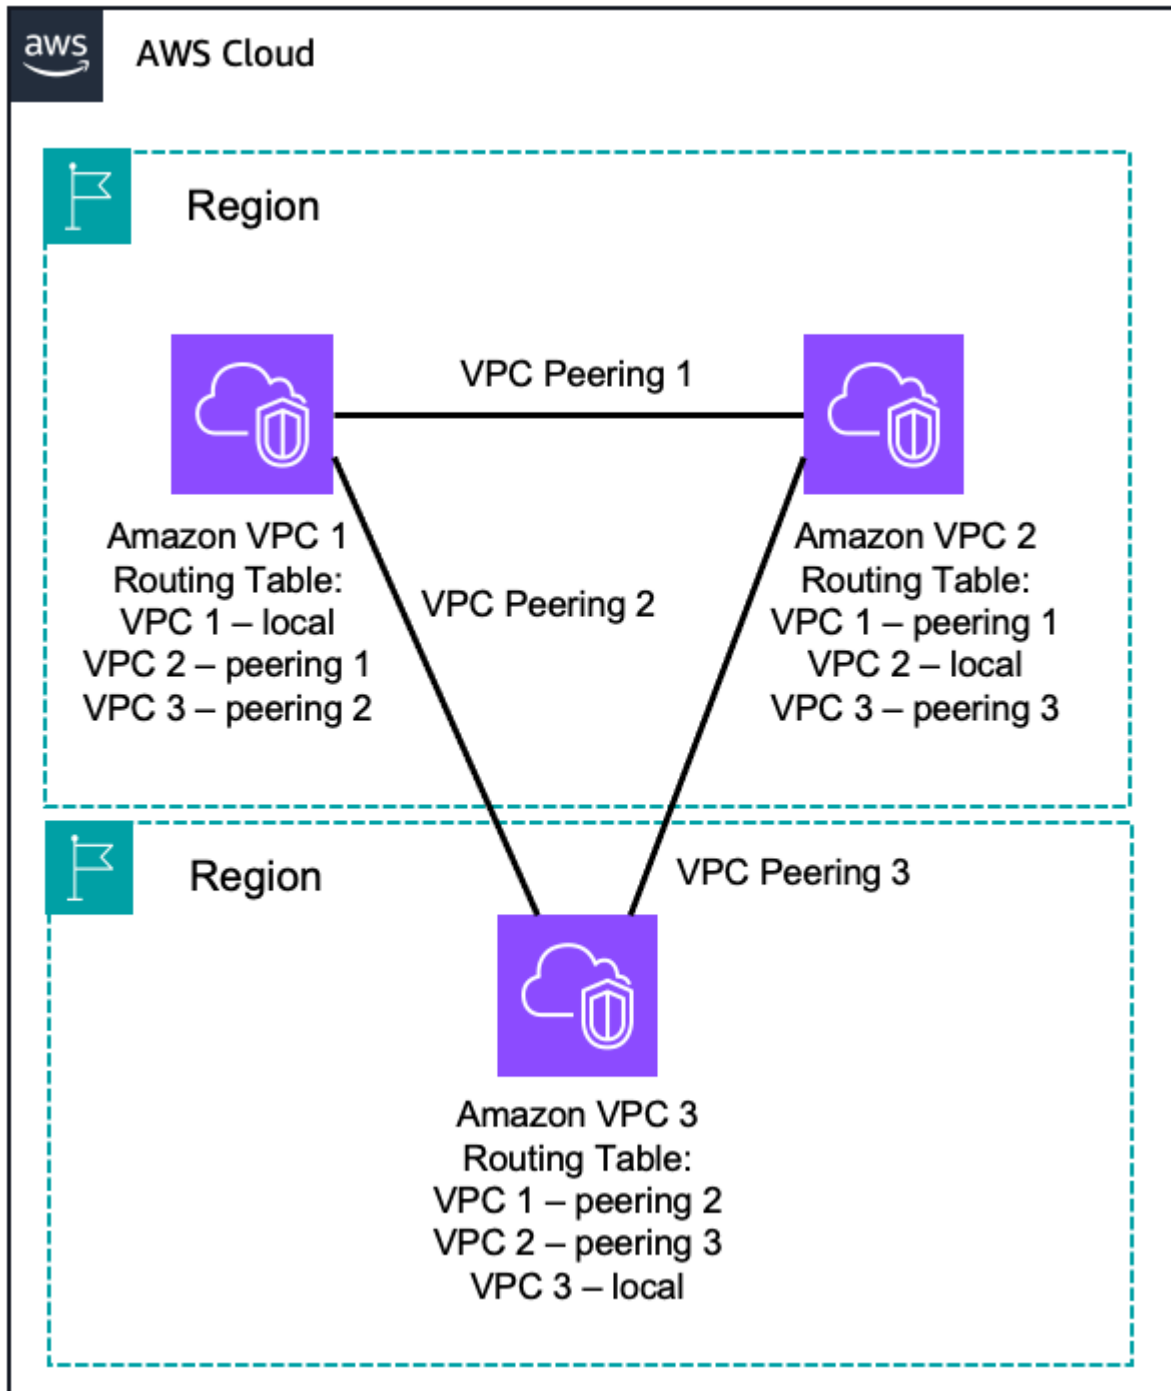 aws
AWS Cloud
Region
VPC Peering 1
Amazon VPC 1
Routing Table:
VPC 1 – local
VPC 2 – peering 1
VPC 3 – peering 2
VPC Peering 2
Amazon VPC 2
Routing Table:
VPC 1 – peering 1
VPC 2 – local
VPC 3 – peering 3
Region
VPC Peering 3
Amazon VPC 3
Routing Table:
VPC 1 – peering 2
VPC 2 – peering 3
VPC 3 – local